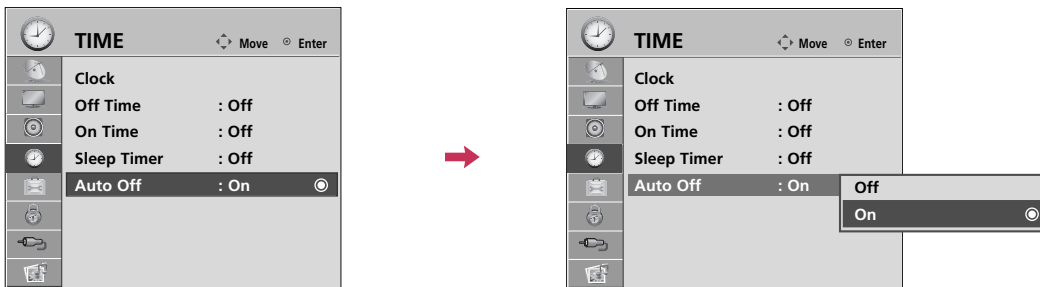 TIME Move Enter
Clock
Off Time : Off
On Time : Off
Sleep Timer : Off
Auto Off : On
TIME Move Enter
Clock
Off Time : Off
On Time : Off
Sleep Timer : Off
Auto Off : On
Off
On